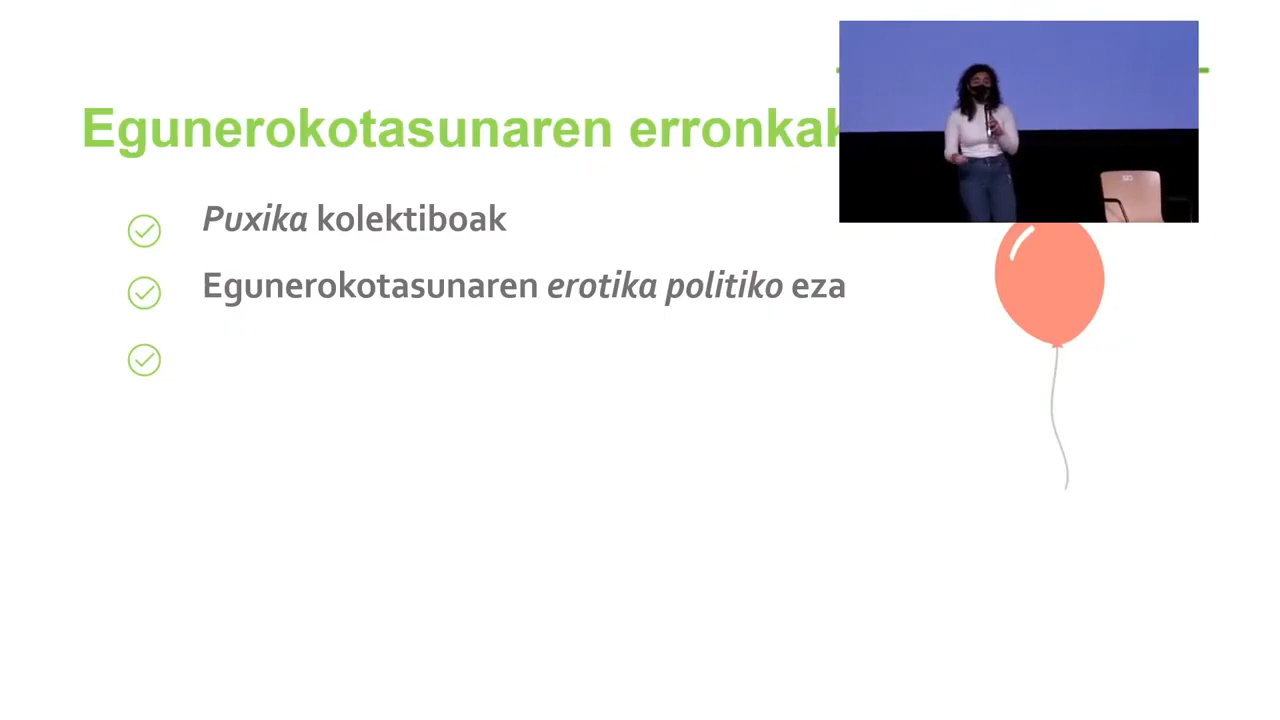 Egunerokotasunaren erronkak
Puxika kolektiboak
Egunerokotasunaren erotika politiko eza